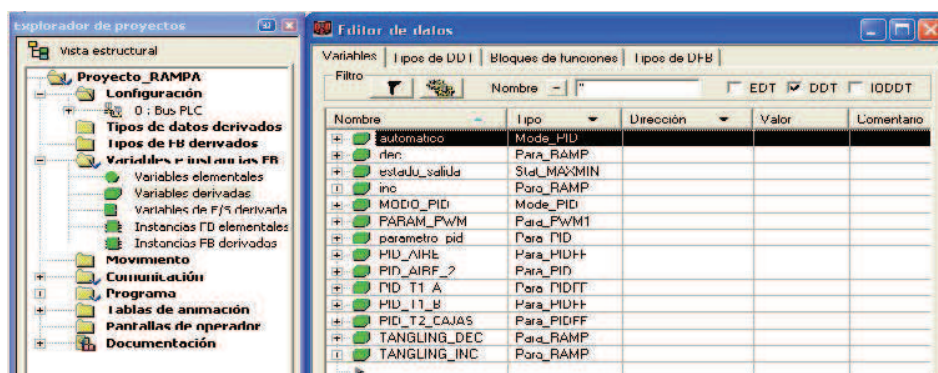 Explorador de proyectos
Vista estructural
Proyecto_RAMPA
Configuración
0 : Bus PLC
Tipos de datos derivados
Tipos de FB derivados
Variables e instancias FB
Variables elementales
Variables derivadas
Variables de E/S derivada
Instancias FB elementales
Instancias FB derivadas
Movimiento
Comunicación
Programa
Tablas de animación
Pantallas de operador
Documentación
Editor de datos
Variables Tipos de DDT Bloques de funciones Tipos de DFB
Filtro
Nombre = * EDT DDT IODDT
Nombre Tipo Dirección Valor Comentario
automatico Mode_PID
dec Para_RAMP
estado_salida Stat_MAXMIN
inc Para_RAMP
MODO_PID Mode_PID
PARAM_PWM Para_PWM1
parametro_pid Para_PID
PID_AIRE Para_PIDFF
PID_AIRE_2 Para_PID
PID_T1_A Para_PIDFF
PID_T1_B Para_PIDFF
PID_T2_CAJAS Para_PIDFF
TANGLING_DEC Para_RAMP
TANGLING_INC Para_RAMP